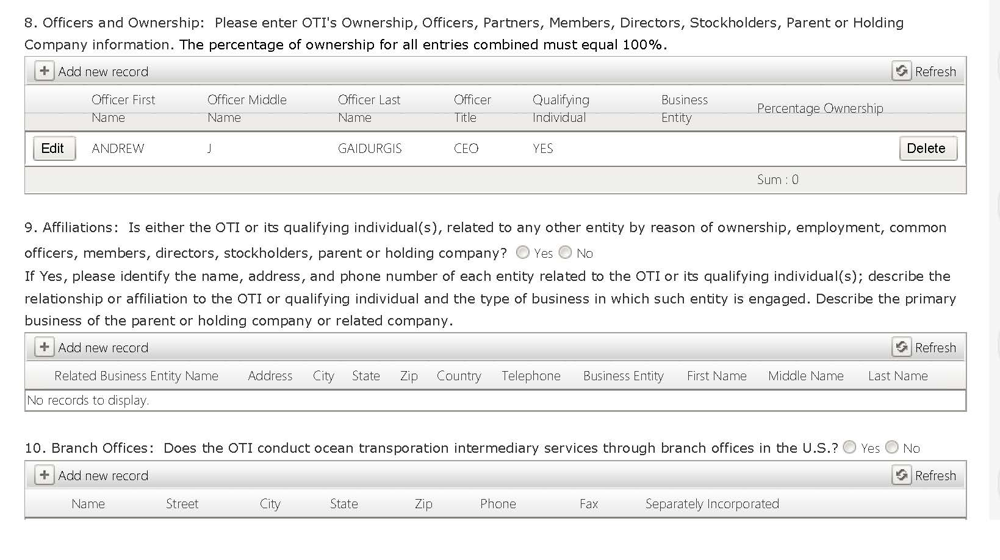 8. Officers and Ownership:  Please enter OTI's Ownership, Officers, Partners, Members, Directors, Stockholders, Parent or Holding
Company information. The percentage of ownership for all entries combined must equal 100%.
Add new record Refresh
Officer First Name Officer Middle Name Officer Last Name Officer Title Qualifying Individual Business Entity Percentage Ownership
Edit ANDREW J GAIDURGIS CEO YES Delete
Sum : 0
9. Affiliations:  Is either the OTI or its qualifying individual(s), related to any other entity by reason of ownership, employment, common
officers, members, directors, stockholders, parent or holding company? Yes No
If Yes, please identify the name, address, and phone number of each entity related to the OTI or its qualifying individual(s); describe the
relationship or affiliation to the OTI or qualifying individual and the type of business in which such entity is engaged. Describe the primary
business of the parent or holding company or related company.
Add new record Refresh
Related Business Entity Name Address City State Zip Country Telephone Business Entity First Name Middle Name Last Name
No records to display.
10. Branch Offices:  Does the OTI conduct ocean transporation intermediary services through branch offices in the U.S.? Yes No
Add new record Refresh
Name Street City State Zip Phone Fax Separately Incorporated